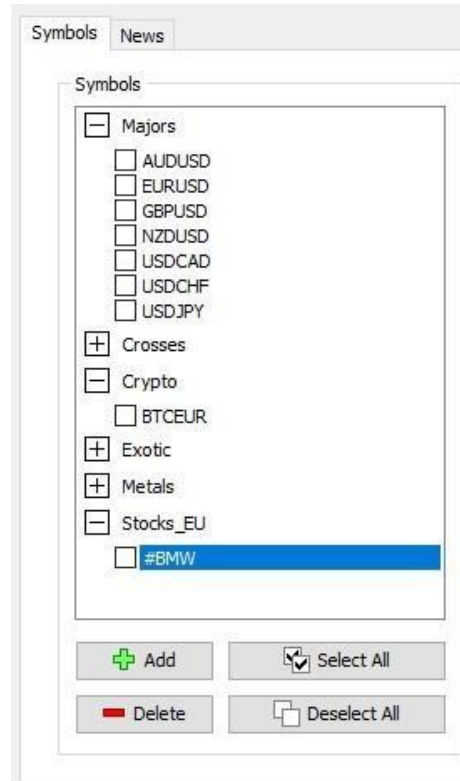 Symbols News
Symbols
Majors
AUDUSD
EURUSD
GBPUSD
NZDUSD
USDCAD
USDCHF
USDJPY
Crosses
Crypto
BTCEUR
Exotic
Metals
Stocks_EU
#BMW
Add Select All
Delete Deselect All